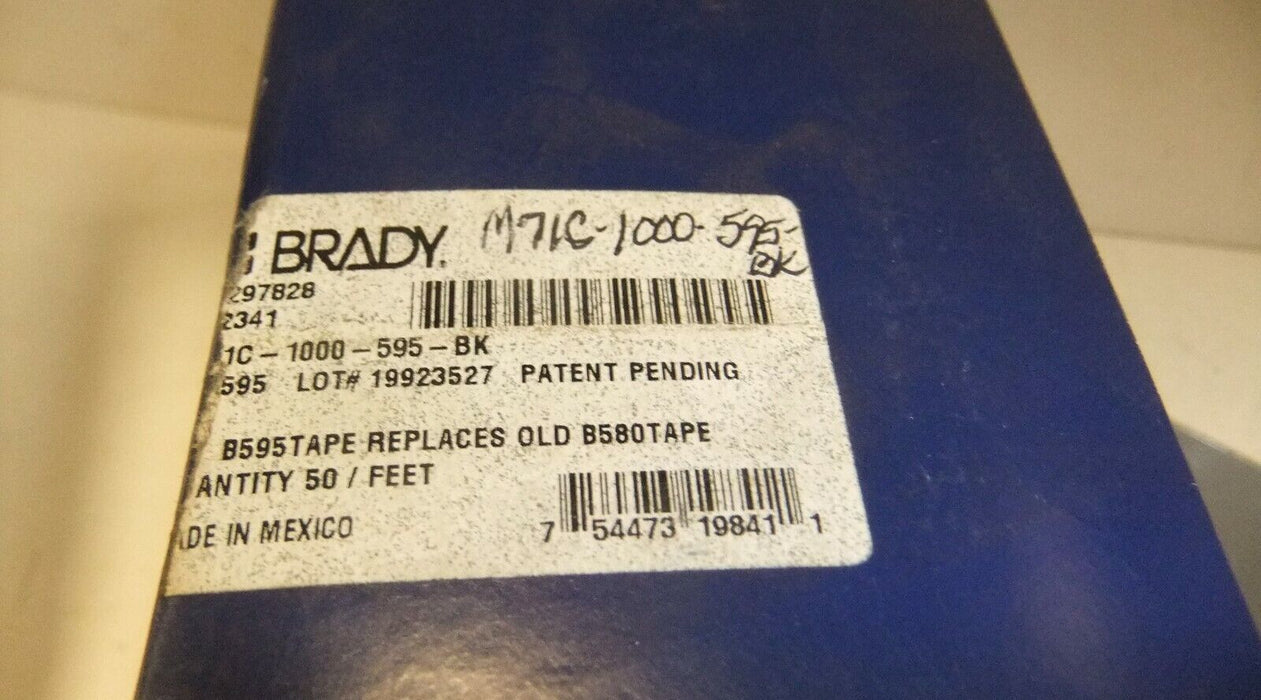 BRADY. M71C-1000-595-
BK
297828
2341
1C-1000-595-BK
595 LOT# 19923527 PATENT PENDING
B595TAPE REPLACES OLD B580TAPE
ANTITY 50 / FEET
ADE IN MEXICO
7 54473 19841 1